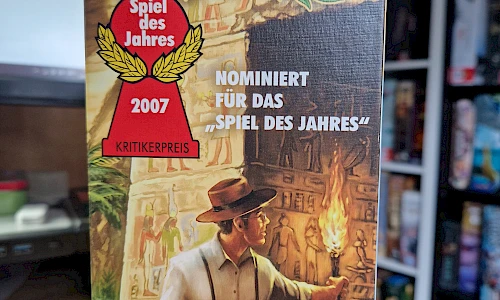 Spiel
des
Jahres
2007
KRITIKERPREIS
NOMINIERT
FÜR DAS
„SPIEL DES JAHRES“